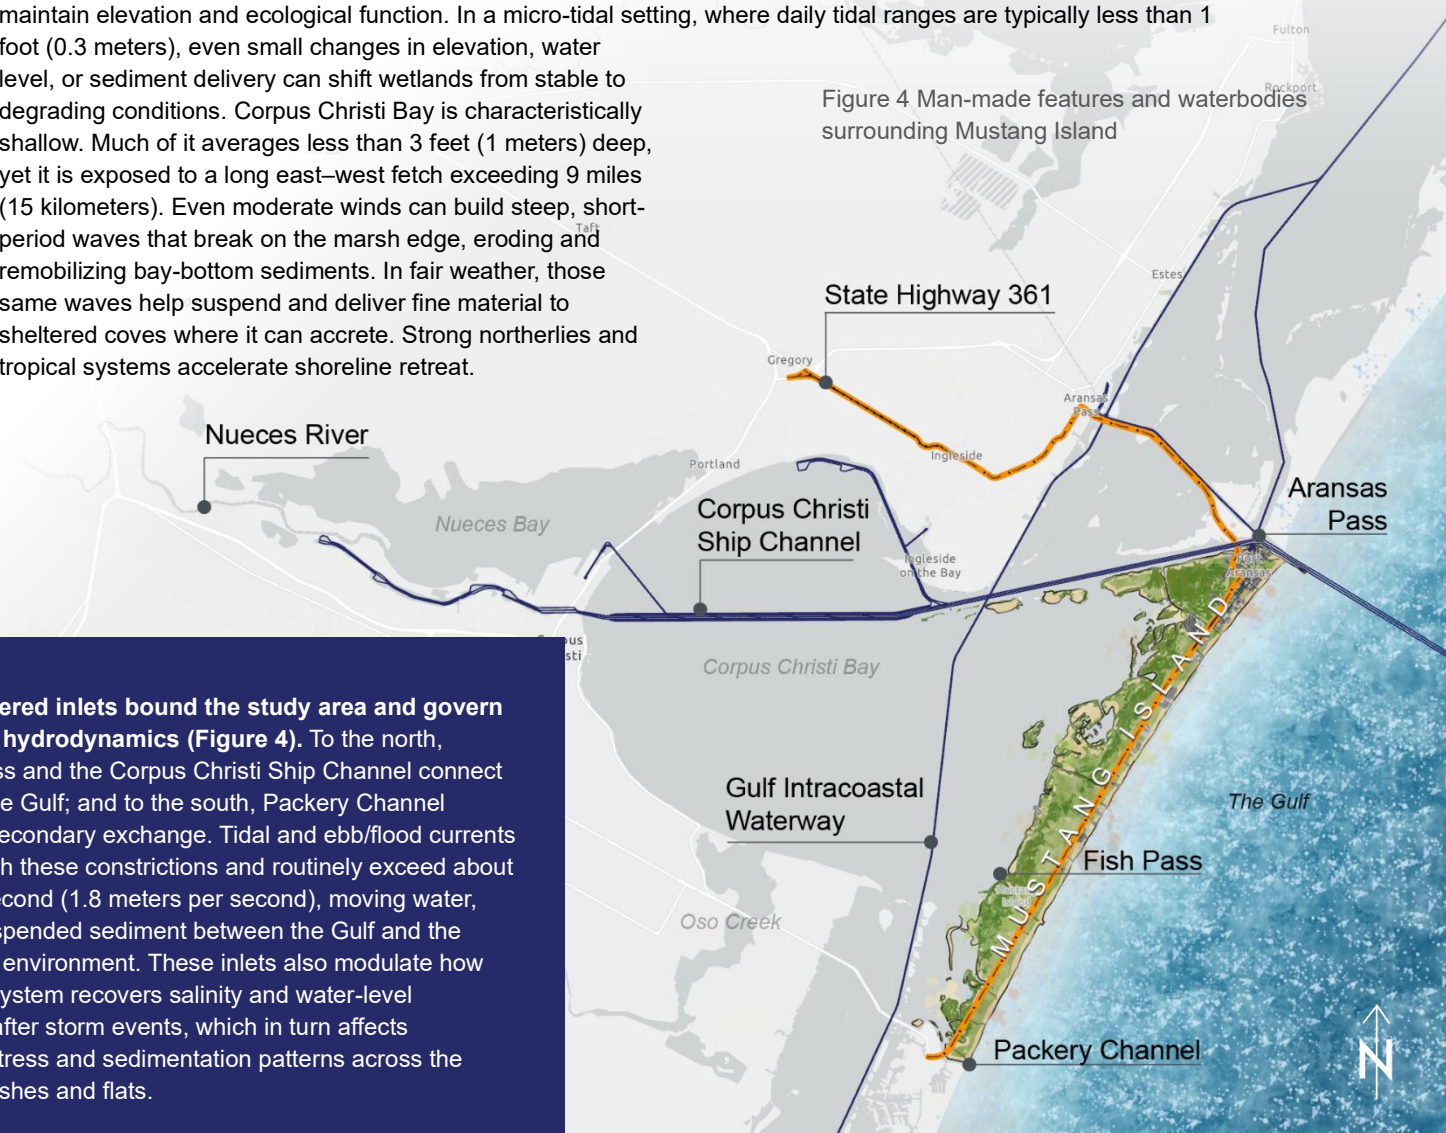 maintain elevation and ecological function. In a micro-tidal setting, where daily tidal ranges are typically less than 1
foot (0.3 meters), even small changes in elevation, water
level, or sediment delivery can shift wetlands from stable to
degrading conditions. Corpus Christi Bay is characteristically
shallow. Much of it averages less than 3 feet (1 meters) deep,
yet it is exposed to a long east–west fetch exceeding 9 miles
(15 kilometers). Even moderate winds can build steep, short-
period waves that break on the marsh edge, eroding and
remobilizing bay-bottom sediments. In fair weather, those
same waves help suspend and deliver fine material to
sheltered coves where it can accrete. Strong northerlies and
tropical systems accelerate shoreline retreat.
Figure 4 Man-made features and waterbodies
surrounding Mustang Island
Fulton
Rockport
Taft
Estes
State Highway 361
Gregory
Aransas
Pass
Ingleside
Portland
Nueces River
Nueces Bay
Corpus Christi
Ship Channel
Ingleside
on the Bay
Aransas
Pass
Port
Aransas
Corpus Christi Bay
MUSTANG ISLAND
Gulf Intracoastal
Waterway
The Gulf
Fish Pass
Oso Creek
Packery Channel
N
us
sti
ered inlets bound the study area and govern
hydrodynamics (Figure 4). To the north,
ss and the Corpus Christi Ship Channel connect
e Gulf; and to the south, Packery Channel
econdary exchange. Tidal and ebb/flood currents
h these constrictions and routinely exceed about
cond (1.8 meters per second), moving water,
spended sediment between the Gulf and the
environment. These inlets also modulate how
ystem recovers salinity and water-level
after storm events, which in turn affects
tress and sedimentation patterns across the
shes and flats.